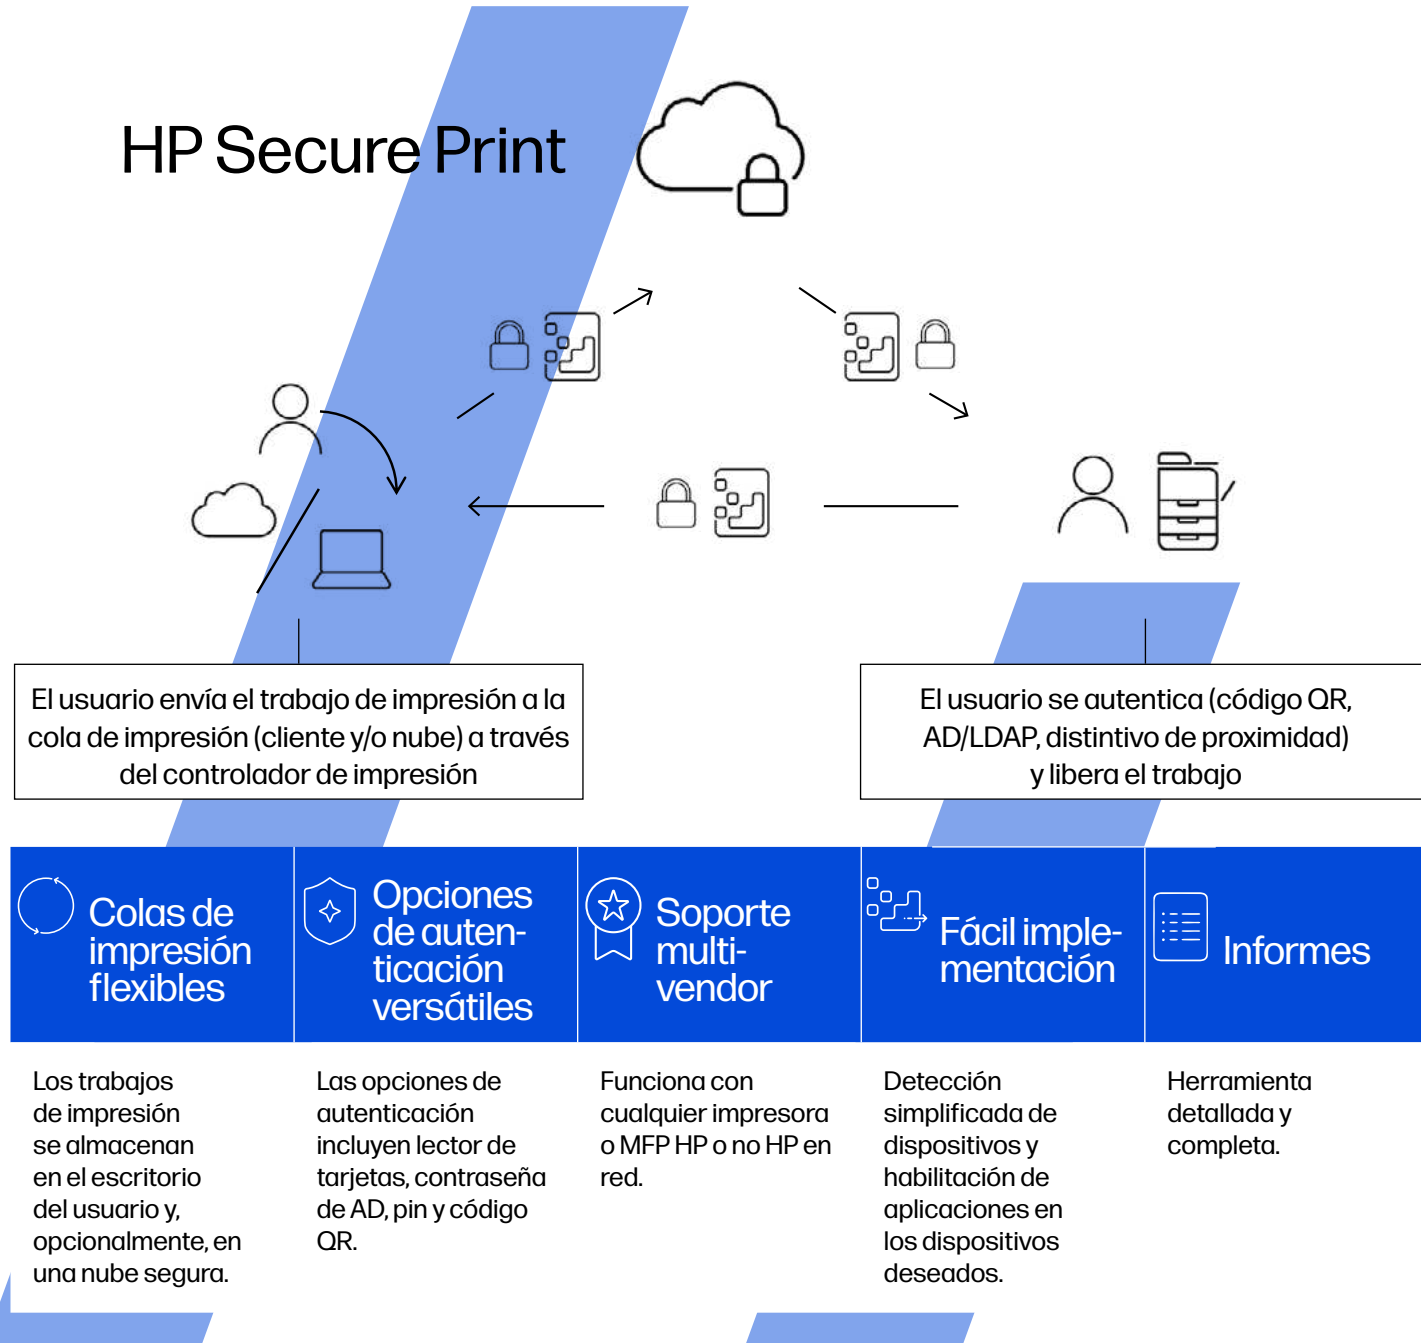 HP Secure Print
El usuario envía el trabajo de impresión a la
cola de impresión (cliente y/o nube) a través
del controlador de impresión
El usuario se autentica (código QR,
AD/LDAP, distintivo de proximidad)
y libera el trabajo
Colas de
impresión
flexibles
Los trabajos
de impresión
se almacenan
en el escritorio
del usuario y,
opcionalmente, en
una nube segura.
Opciones
de auten-
ticación
versátiles
Las opciones de
autenticación
incluyen lector de
tarjetas, contraseña
de AD, pin y código
QR.
Soporte
multi-
vendor
Funciona con
cualquier impresora
o MFP HP o no HP en
red.
Fácil imple-
mentación
Detección
simplificada de
dispositivos y
habilitación de
aplicaciones en
los dispositivos
deseados.
Informes
Herramienta
detallada y
completa.